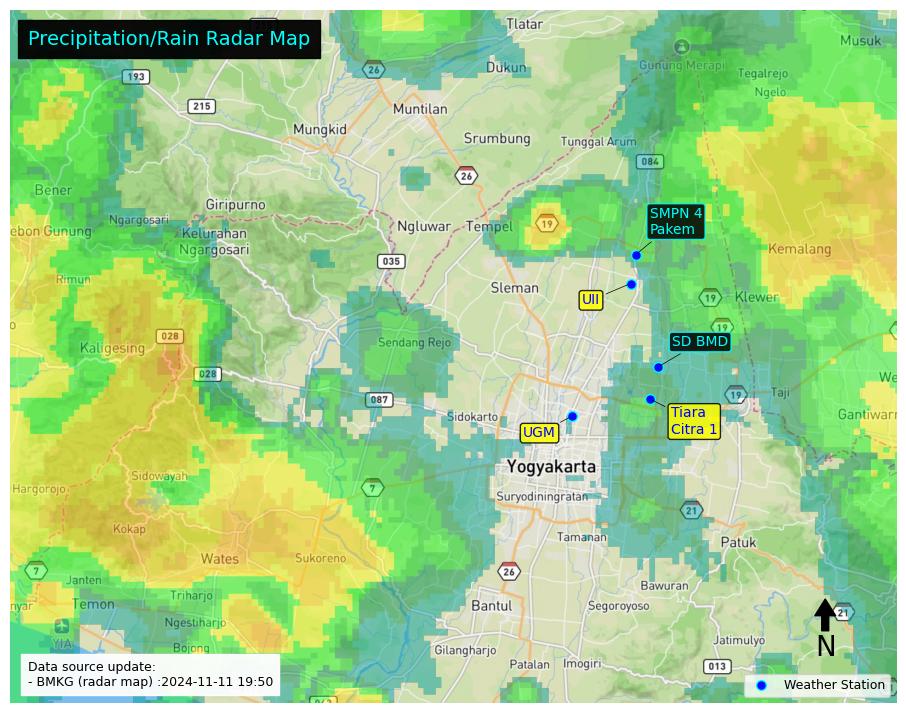 Precipitation/Rain Radar Map
Tlatar
Musuk
Gunung Merapi
Dukun
Tegalrejo
26
193
Ngelo
215
Muntilan
Mungkid
Srumbung
Tunggal Arum
084
26
Bener
Giripurno
SMPN 4
Pakem
Ngargosari
Ngluwar
Tempel
19
ebon Gunung
Kelurahan
Ngargosari
Kemalang
035
Rimun
Sleman
UII
19
Klewer
19
028
Kaligesing
Sendang Rejo
SD BMD
028
087
19
Taji
We
Sidokarto
Tiara
Citra 1
Gantiwarn
UGM
Yogyakarta
Sidowayah
Hargorojo
7
Suryodiningratan
21
Kokap
Tamanan
Patuk
Wates
Sukoreno
7
26
Janten
Bawuran
nyar
Temon
Triharjo
Bantul
Segoroyoso
21
Ngestiharjo
YIA
Bojong
Jatimulyo
N
Gilangharjo
Patalan
Imogiri
013
Data source update:
- BMKG (radar map) :2024-11-11 19:50
Weather Station